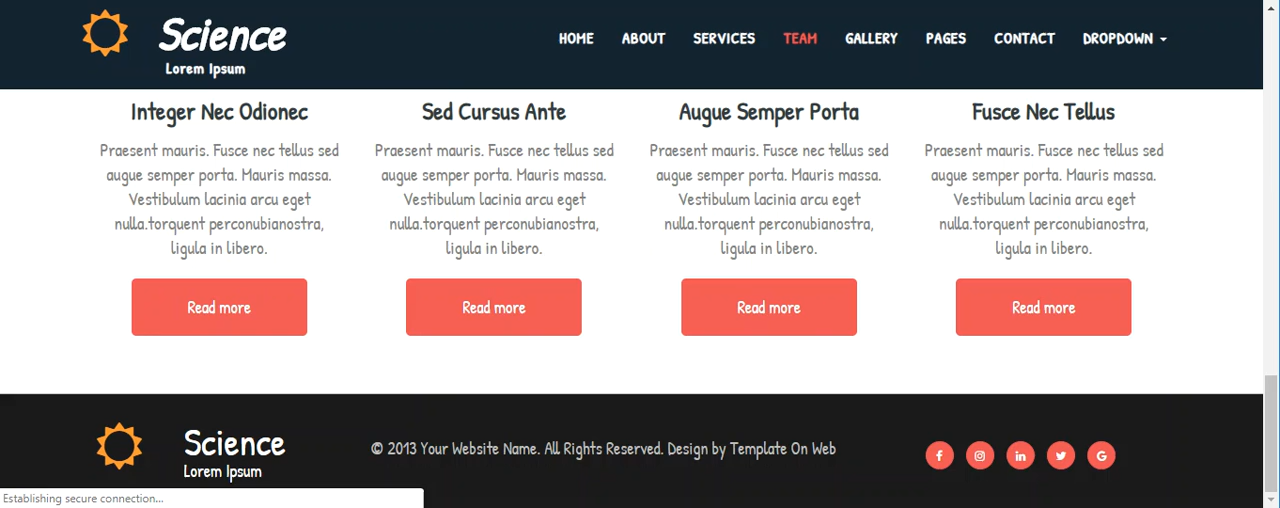 Science
Lorem Ipsum
HOME ABOUT SERVICES TEAM GALLERY PAGES CONTACT DROPDOWN
Integer Nec Odionec
Praesent mauris. Fusce nec tellus sed
augue semper porta. Mauris massa.
Vestibulum lacinia arcu eget
nulla.torquent perconubianostra,
ligula in libero.
Read more
Sed Cursus Ante
Praesent mauris. Fusce nec tellus sed
augue semper porta. Mauris massa.
Vestibulum lacinia arcu eget
nulla.torquent perconubianostra,
ligula in libero.
Read more
Augue Semper Porta
Praesent mauris. Fusce nec tellus sed
augue semper porta. Mauris massa.
Vestibulum lacinia arcu eget
nulla.torquent perconubianostra,
ligula in libero.
Read more
Fusce Nec Tellus
Praesent mauris. Fusce nec tellus sed
augue semper porta. Mauris massa.
Vestibulum lacinia arcu eget
nulla.torquent perconubianostra,
ligula in libero.
Read more
Science
Lorem Ipsum
© 2013 Your Website Name. All Rights Reserved. Design by Template On Web
Establishing secure connection...